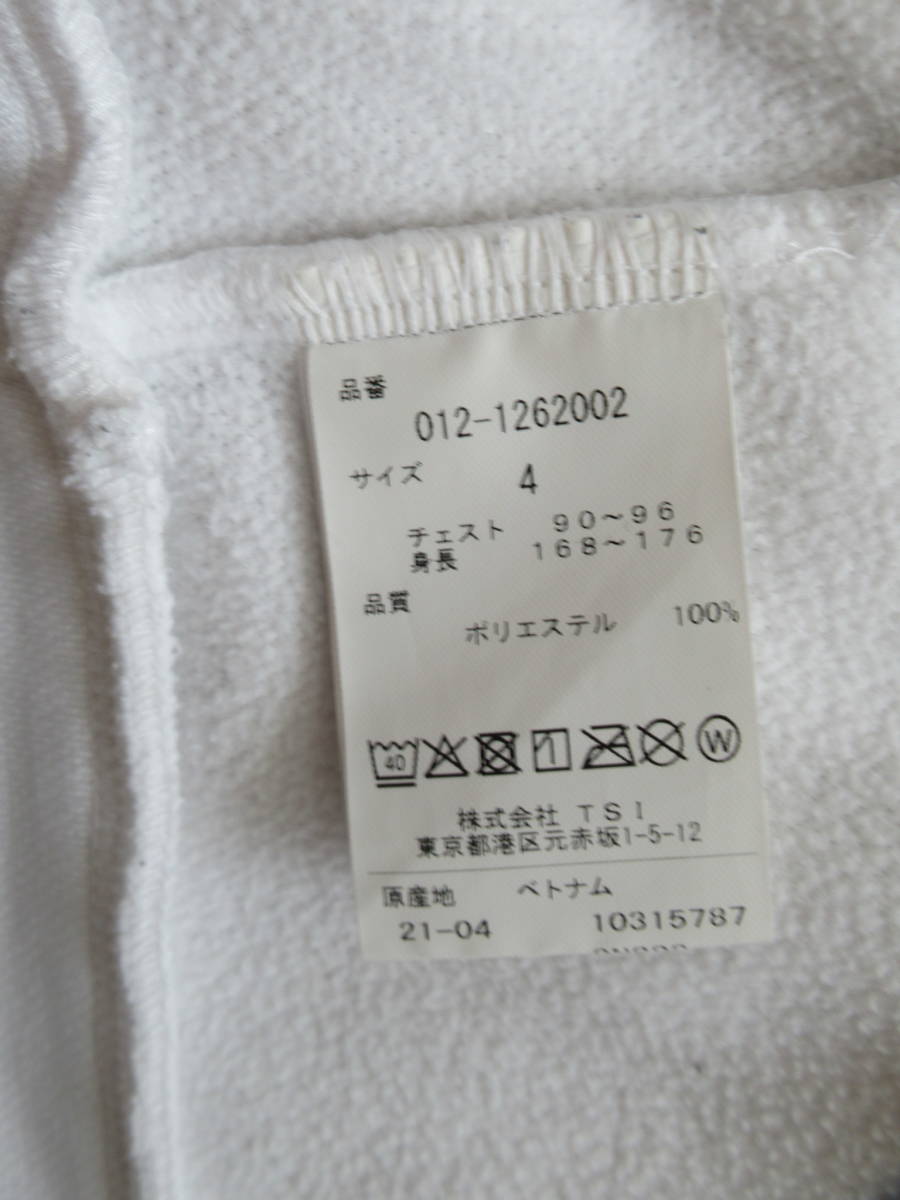 品番
012-1262002
サイズ 4
チェスト 90～96
身長 168～176
品質
ポリエステル 100%
40 W
株式会社 TSI
東京都港区元赤坂1-5-12
原産地 ベトナム
21-04 10315787